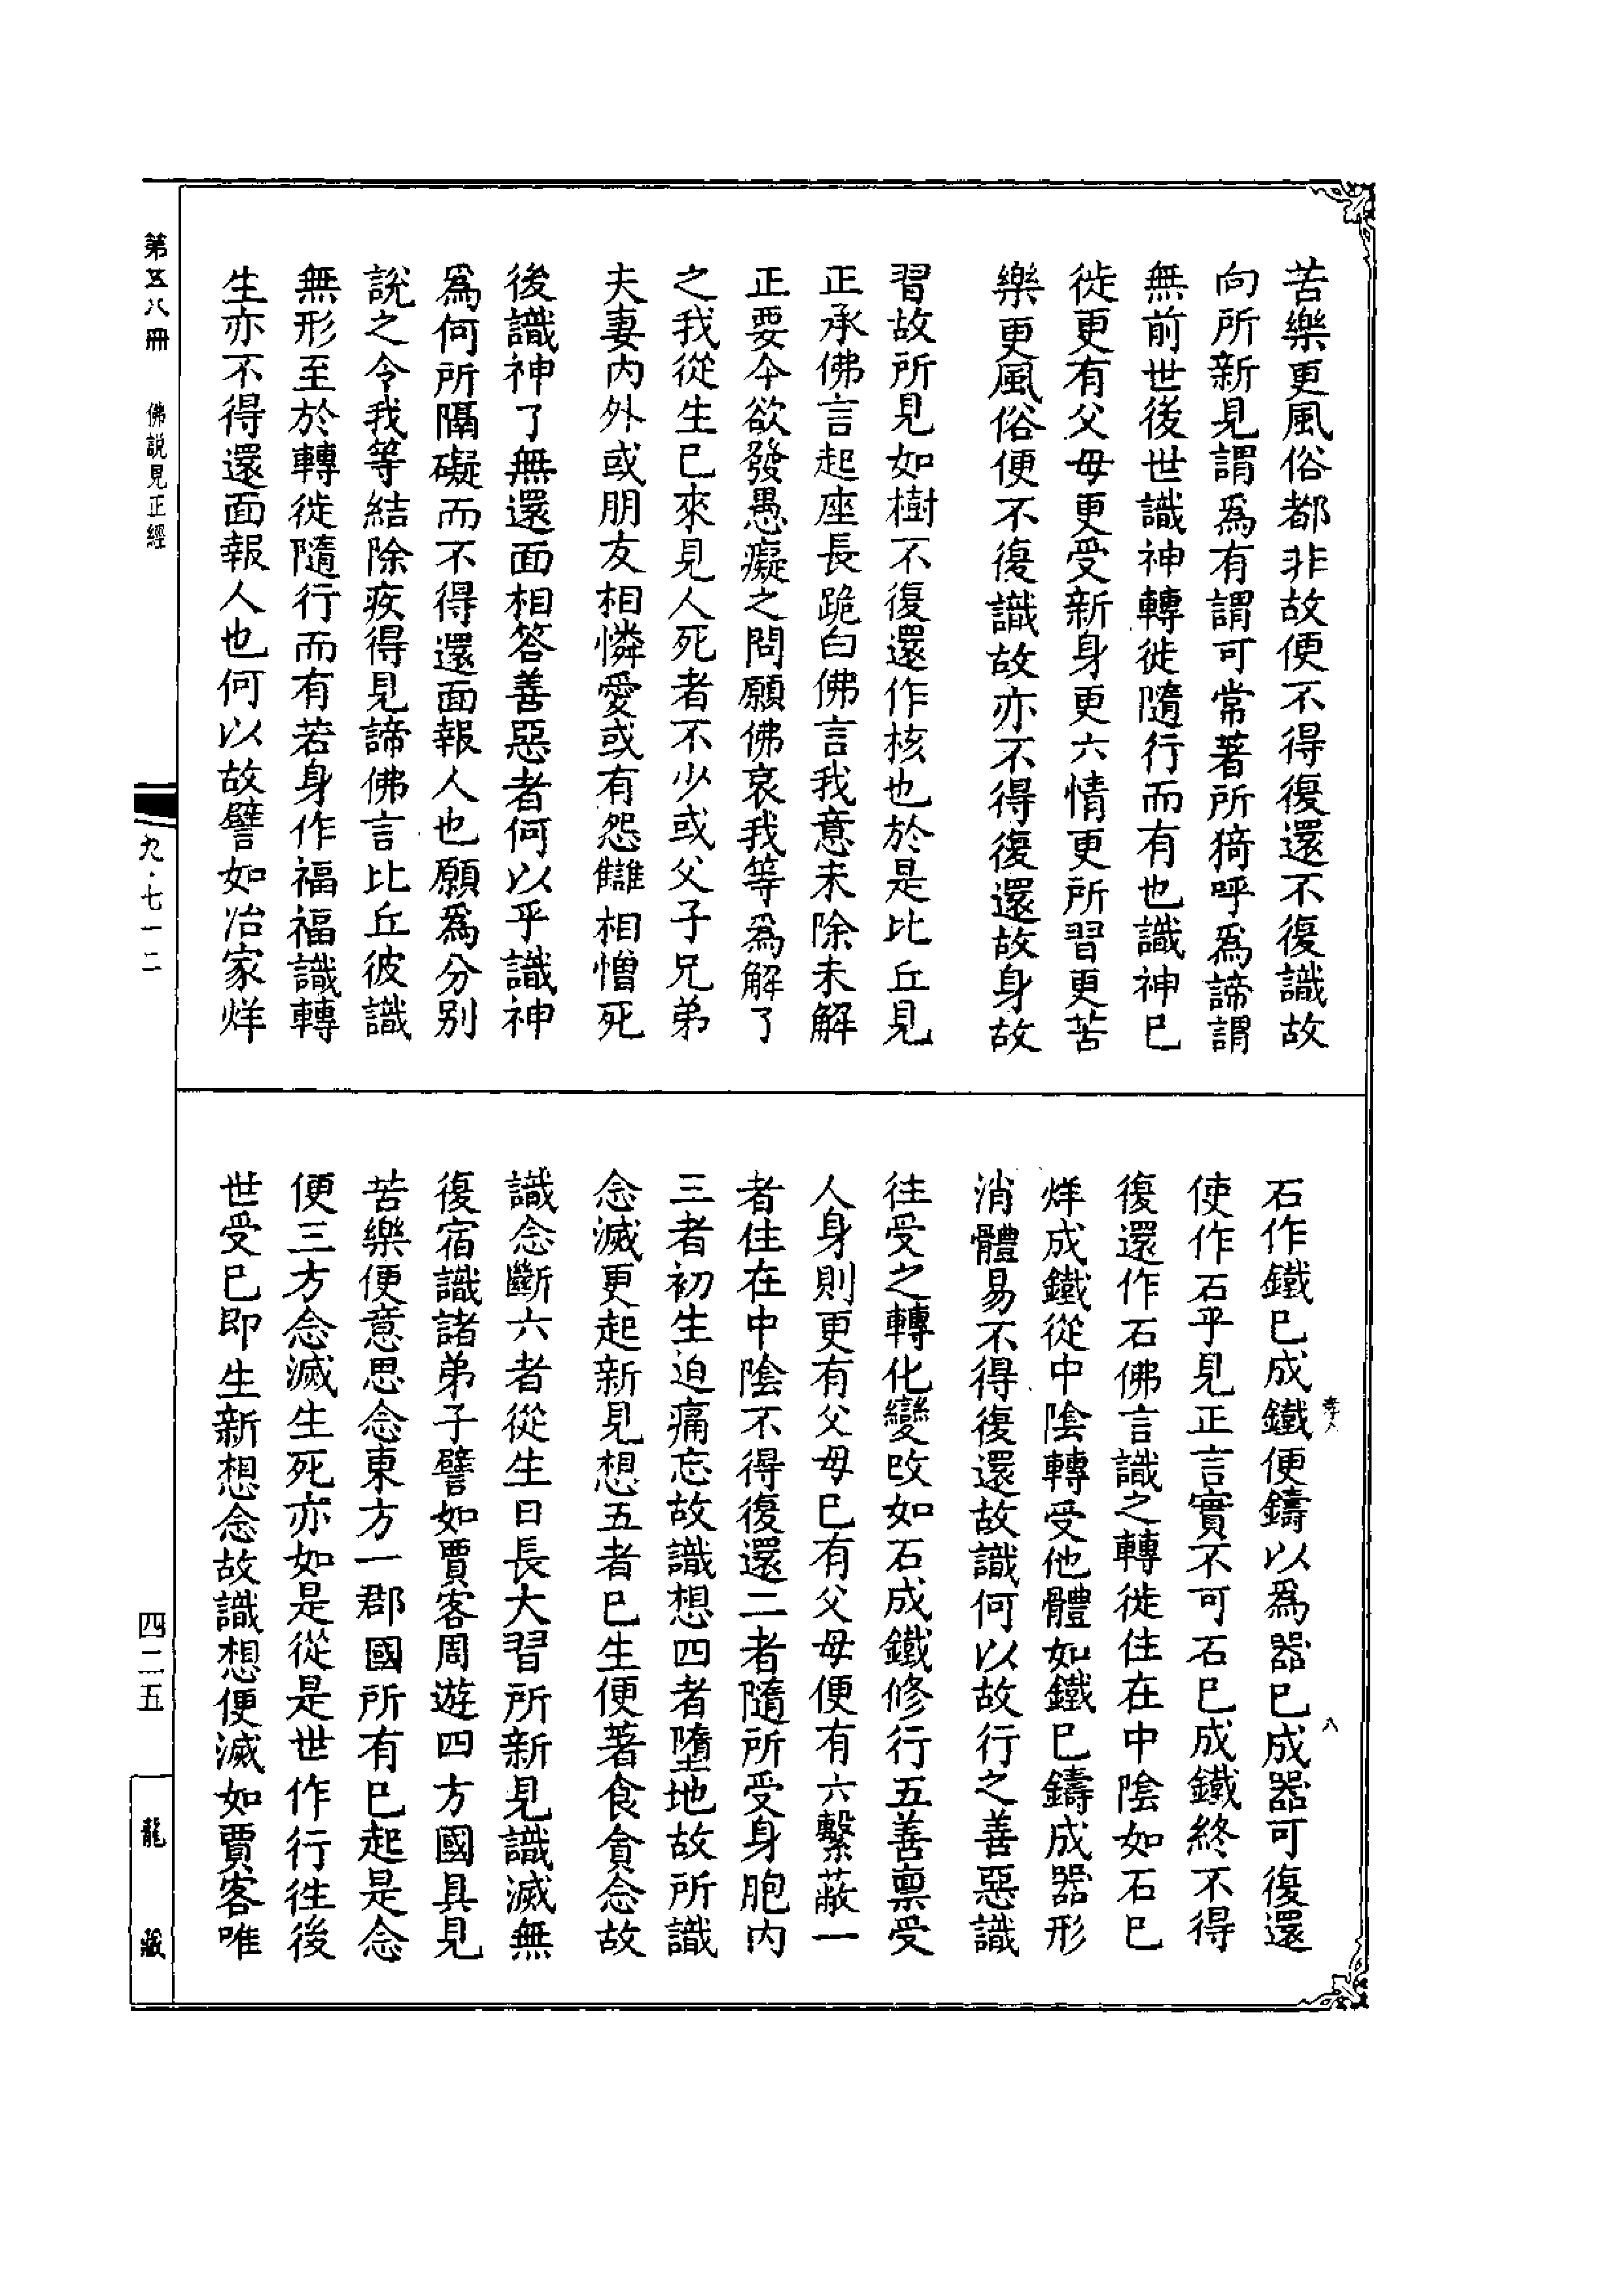 苦樂更風俗都非故便不得復還不復識故
向所新見謂爲有謂可常著所猗呼爲諦謂
無前世後世識神轉徙隨行而有也識神已
徙更有父母更受新身更六情更所習更苦
樂更風俗便不復識故亦不得復還故身故
習故所見如樹不復還作核也於是比丘見
正承佛言起座長跪白佛言我意未除未解
正要今欲發愚癡之問願佛哀我等爲解了
之我從生已來見人死者不少或父子兄弟
夫妻內外或朋友相憐愛或有怨讎相憎死
後識神了無還面相答善惡者何以乎識神
爲何所隔礙而不得還面報人也願爲分別
說之令我等結除疾得見諦佛言比丘彼識
無形至於轉徙隨行而有若身作福福識轉
生亦不得還面報人也何以故譬如冶家烊
石作鐵已成鐵便鑄以爲器已成器可復還
使作石乎見正言實不可石已成鐵終不得
復還作石佛言識之轉徙住在中陰如石已
烊成鐵從中陰轉受他體如鐵已鑄成器形
消體易不得復還故識何以故行之善惡識
往受之轉化變改如石成鐵修行五善稟受
人身則更有父母已有父母便有六繫蔽一
者住在中陰不得復還二者隨所受身胞內
三者初生迫痛忘故識想四者墮地故所識
念滅更起新見想五者已生便著食貪念故
識念斷六者從生日長大習所新見識滅無
復宿識諸弟子譬如賈客周遊四方國具見
苦樂便意思念東方一郡國所有已起是念
便三方念滅生死亦如是從是世作行往後
世受已即生新想念故識想便滅如賈客唯
八
第五八冊
佛説見正經
九·七一二
四二五
龍藏